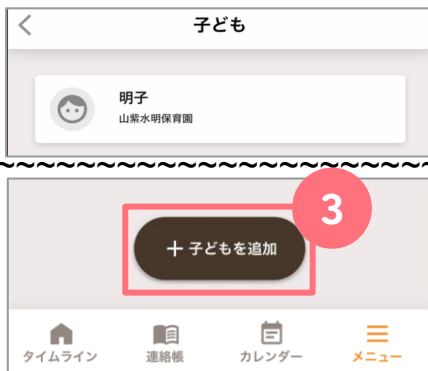 子ども
明子
山紫水明保育園
3
+ 子どもを追加
タイムライン
連絡帳
カレンダー
メニュー